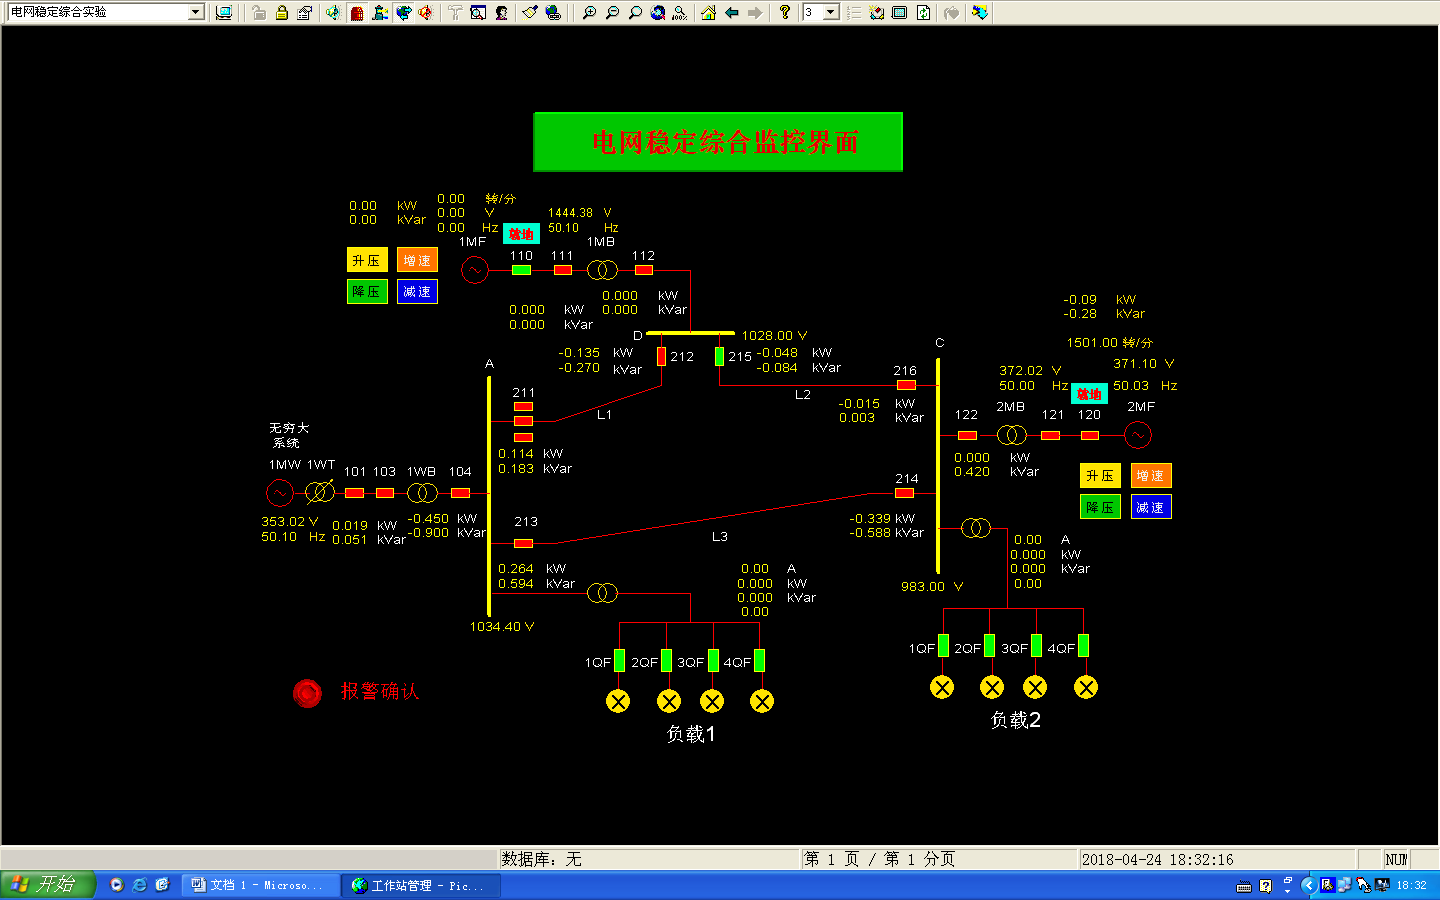 电网稳定综合实验
3
电网稳定综合监控界面
0.00 kW
0.00 kVar
0.00 转/分
0.00 V
0.00 Hz
1444.38 V
50.10 Hz
就地
1MF
110
111
1MB
112
升压
增速
降压
减速
0.000 kW
0.000 kVar
0.000 kW
0.000 kVar
D
1028.00 V
-0.135 kW
-0.270 kVar
212
215
-0.048 kW
-0.084 kVar
A
211
L1
L2
C
216
-0.015 kW
0.003 kVar
-0.09 kW
-0.28 kVar
1501.00 转/分
371.10 V
372.02 V
50.00 Hz
50.03 Hz
就地
122
2MB
121
120
2MF
0.000 kW
0.420 kVar
升压
增速
降压
减速
无穷大
系统
1MW
1WT
101
103
1WB
104
353.02 V
50.10 Hz
0.019 kW
0.051 kVar
-0.450 kW
-0.900 kVar
0.114 kW
0.183 kVar
213
0.264 kW
0.594 kVar
L3
214
-0.339 kW
-0.588 kVar
0.00 A
0.000 kW
0.000 kVar
0.00
0.00 A
0.000 kW
0.000 kVar
0.00
983.00 V
1034.40 V
1QF
2QF
3QF
4QF
负载1
1QF
2QF
3QF
4QF
负载2
报警确认
数据库: 无
第 1 页 / 第 1 分页
2018-04-24 18:32:16
NUM
开始
文档 1 - Microso...
工作站管理 - Pic...
18:32